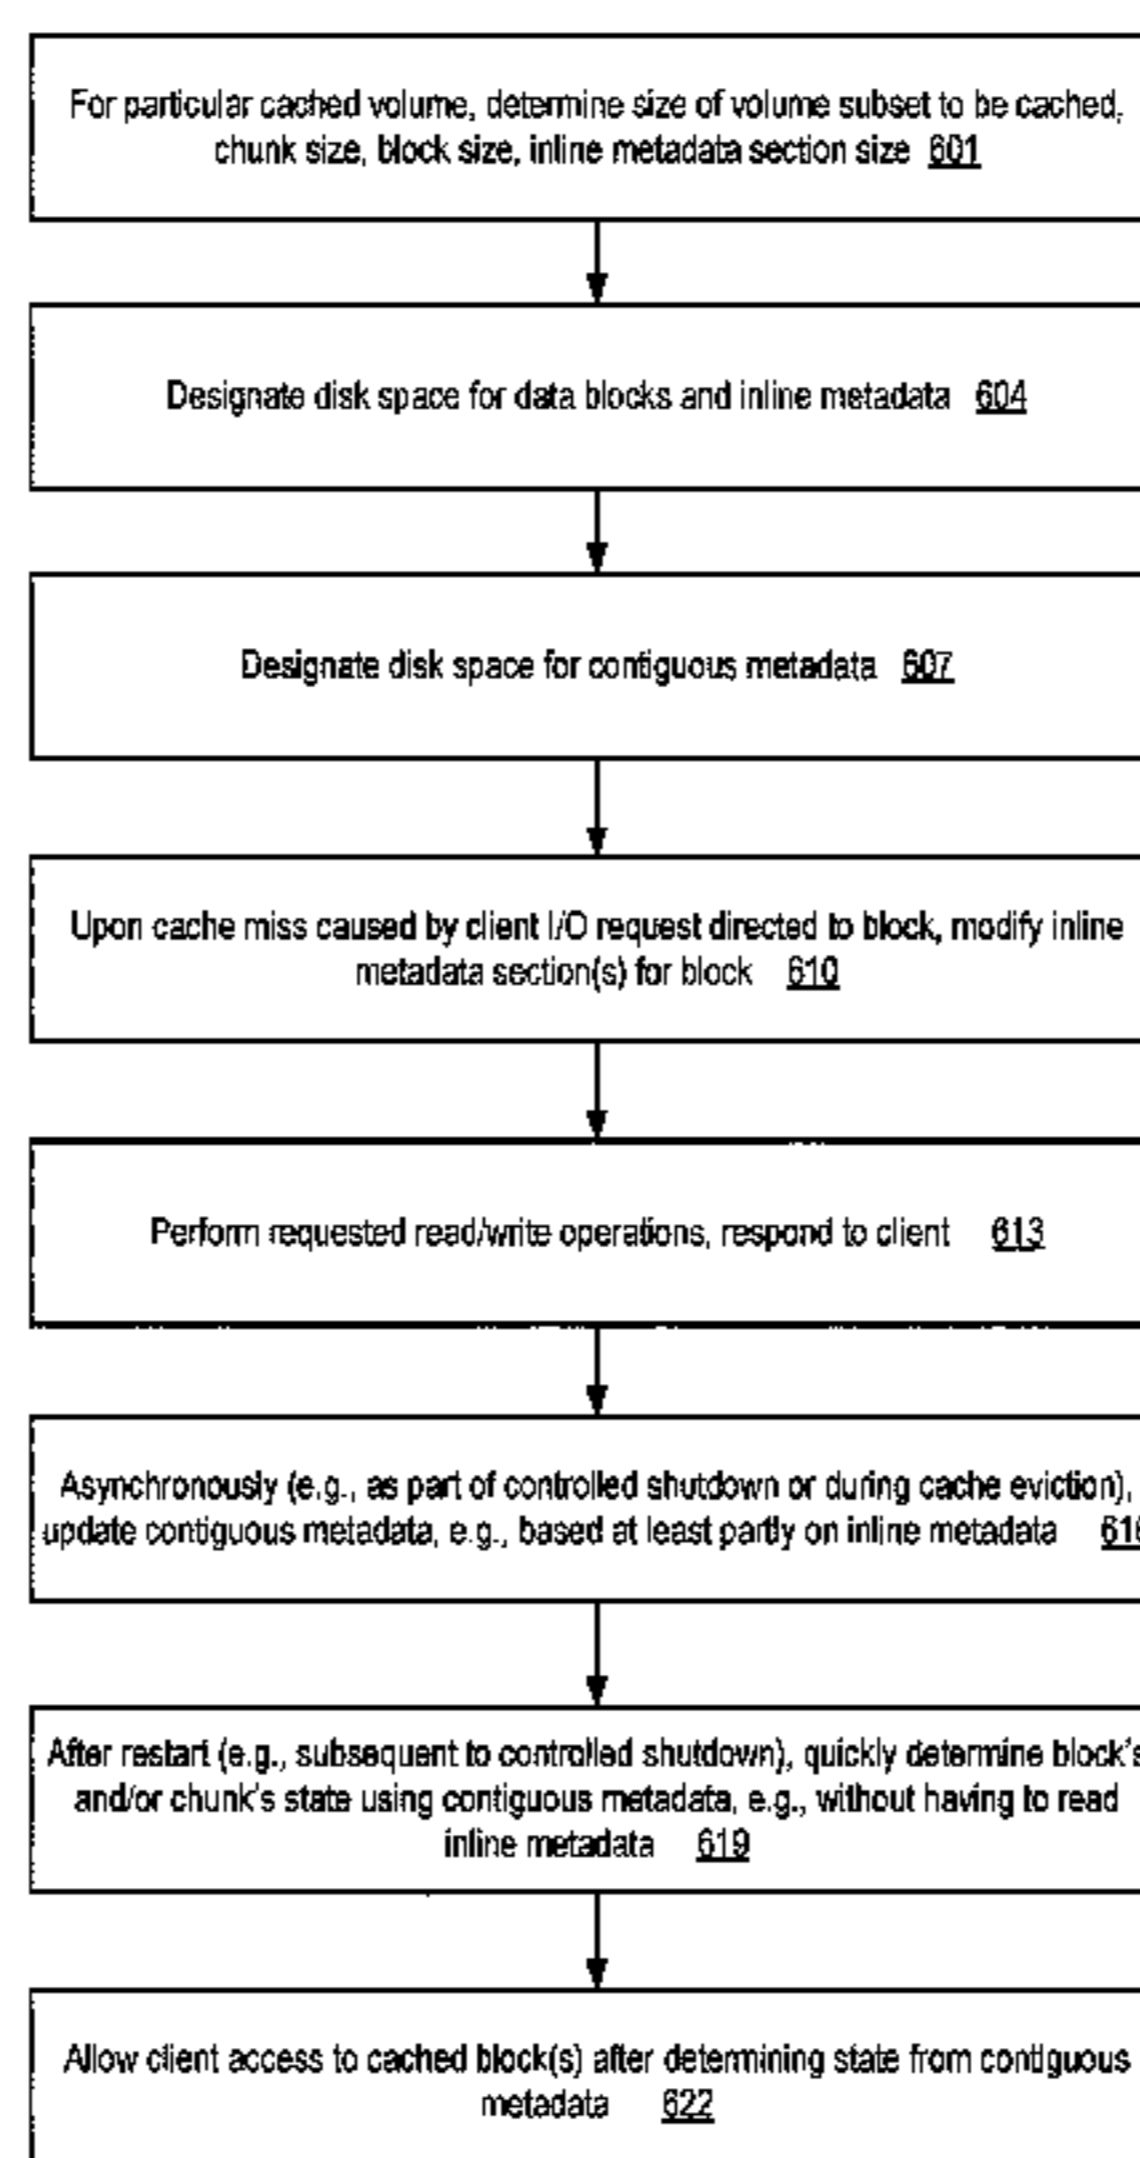 For particular cached volume, determine size of volume subset to be cached,
chunk size, block size, inline metadata section size 601
Designate disk space for data blocks and inline metadata 604
Designate disk space for contiguous metadata 607
Upon cache miss caused by client I/O request directed to block, modify inline
metadata section(s) for block 610
Perform requested read/write operations, respond to client 613
Asynchronously (e.g., as part of controlled shutdown or during cache eviction),
update contiguous metadata, e.g., based at least partly on inline metadata
After restart (e.g., subsequent to controlled shutdown), quickly determine block's
and/or chunk's state using contiguous metadata, e.g., without having to read
inline metadata 619
Allow client access to cached block(s) after determining state from contiguous
metadata 622